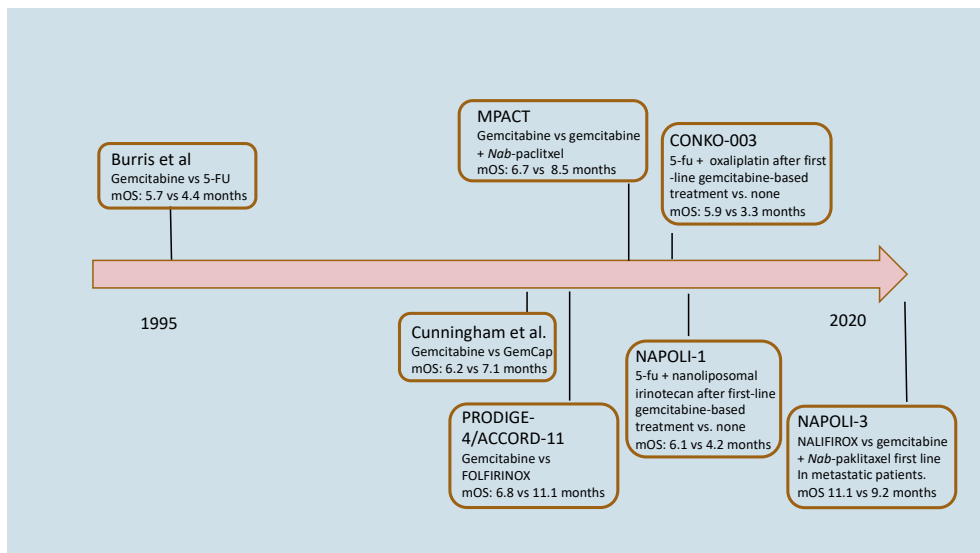 MPACT
Gemcitabine vs gemcitabine
+ Nab-paclitxel
mOS: 6.7 vs 8.5 months
CONKO-003
5-fu + oxaliplatin after first
-line gemcitabine-based
treatment vs. none
mOS: 5.9 vs 3.3 months
Burris et al
Gemcitabine vs 5-FU
mOS: 5.7 vs 4.4 months
1995
2020
Cunningham et al.
Gemcitabine vs GemCap
mOS: 6.2 vs 7.1 months
NAPOLI-1
5-fu + nanoliposomal
irinotecan after first-line
gemcitabine-based
treatment vs. none
mOS: 6.1 vs 4.2 months
PRODIGE-
4/ACCORD-11
Gemcitabine vs
FOLFIRINOX
mOS: 6.8 vs 11.1 months
NAPOLI-3
NALIFIROX vs gemcitabine
+ Nab-paklitaxel first line
In metastatic patients.
mOS 11.1 vs 9.2 months